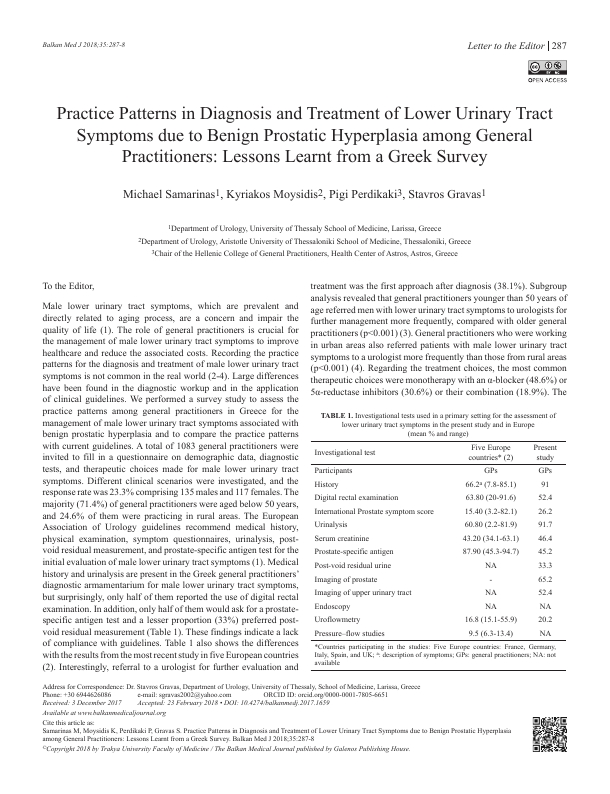 Balkan Med J 2018;35:287-8
Letter to the Editor | 287
OPEN ACCESS
Practice Patterns in Diagnosis and Treatment of Lower Urinary Tract
Symptoms due to Benign Prostatic Hyperplasia among General
Practitioners: Lessons Learnt from a Greek Survey
Michael Samarinas1, Kyriakos Moysidis2, Pigi Perdikaki3, Stavros Gravas1
1Department of Urology, University of Thessaly School of Medicine, Larissa, Greece
2Department of Urology, Aristotle University of Thessaloniki School of Medicine, Thessaloniki, Greece
3Chair of the Hellenic College of General Practitioners, Health Center of Astros, Astros, Greece
To the Editor,
Male lower urinary tract symptoms, which are prevalent and
directly related to aging process, are a concern and impair the
quality of life (1). The role of general practitioners is crucial for
the management of male lower urinary tract symptoms to improve
healthcare and reduce the associated costs. Recording the practice
patterns for the diagnosis and treatment of male lower urinary tract
symptoms is not common in the real world (2-4). Large differences
have been found in the diagnostic workup and in the application
of clinical guidelines. We performed a survey study to assess the
practice patterns among general practitioners in Greece for the
management of male lower urinary tract symptoms associated with
benign prostatic hyperplasia and to compare the practice patterns
with current guidelines. A total of 1083 general practitioners were
invited to fill in a questionnaire on demographic data, diagnostic
tests, and therapeutic choices made for male lower urinary tract
symptoms. Different clinical scenarios were investigated, and the
response rate was 23.3% comprising 135 males and 117 females. The
majority (71.4%) of general practitioners were aged below 50 years,
and 24.6% of them were practicing in rural areas. The European
Association of Urology guidelines recommend medical history,
physical examination, symptom questionnaires, urinalysis, post-
void residual measurement, and prostate-specific antigen test for the
initial evaluation of male lower urinary tract symptoms (1). Medical
history and urinalysis are present in the Greek general practitioners'
diagnostic armamentarium for male lower urinary tract symptoms,
but surprisingly, only half of them reported the use of digital rectal
examination. In addition, only half of them would ask for a prostate-
specific antigen test and a lesser proportion (33%) preferred post-
void residual measurement (Table 1). These findings indicate a lack
of compliance with guidelines. Table 1 also shows the differences
with the results from the most recent study in five European countries
(2). Interestingly, referral to a urologist for further evaluation and
treatment was the first approach after diagnosis (38.1%). Subgroup
analysis revealed that general practitioners younger than 50 years of
age referred men with lower urinary tract symptoms to urologists for
further management more frequently, compared with older general
practitioners (p<0.001) (3). General practitioners who were working
in urban areas also referred patients with male lower urinary tract
symptoms to a urologist more frequently than those from rural areas
(p<0.001) (4). Regarding the treatment choices, the most common
therapeutic choices were monotherapy with an α-blocker (48.6%) or
5α-reductase inhibitors (30.6%) or their combination (18.9%). The
TABLE 1. Investigational tests used in a primary setting for the assessment of
lower urinary tract symptoms in the present study and in Europe
(mean % and range)
Investigational test Five Europe countries* (2) Present study
Participants GPs GPs
History 66.2ª (7.8-85.1) 91
Digital rectal examination 63.80 (20-91.6) 52.4
International Prostate symptom score 15.40 (3.2-82.1) 26.2
Urinalysis 60.80 (2.2-81.9) 91.7
Serum creatinine 43.20 (34.1-63.1) 46.4
Prostate-specific antigen 87.90 (45.3-94.7) 45.2
Post-void residual urine NA 33.3
Imaging of prostate - 65.2
Imaging of upper urinary tract NA 52.4
Endoscopy NA NA
Uroflowmetry 16.8 (15.1-55.9) 20.2
Pressure–flow studies 9.5 (6.3-13.4) NA
*Countries participating in the studies: Five Europe countries: France, Germany,
Italy, Spain, and UK; ª: description of symptoms; GPs: general practitioners; NA: not
available
Address for Correspondence: Dr. Stavros Gravas, Department of Urology, University of Thessaly, School of Medicine, Larissa, Greece
Phone: +30 6944626086 e-mail: sgravas2002@yahoo.com ORCID ID: orcid.org/0000-0001-7805-6651
Received: 3 December 2017 Accepted: 23 February 2018 • DOI: 10.4274/balkanmedj.2017.1659
Available at www.balkanmedicaljournal.org
Cite this article as:
Samarinas M, Moysidis K, Perdikaki P, Gravas S. Practice Patterns in Diagnosis and Treatment of Lower Urinary Tract Symptoms due to Benign Prostatic Hyperplasia
among General Practitioners: Lessons Learnt from a Greek Survey. Balkan Med J 2018;35:287-8
©Copyright 2018 by Trakya University Faculty of Medicine / The Balkan Medical Journal published by Galenos Publishing House.